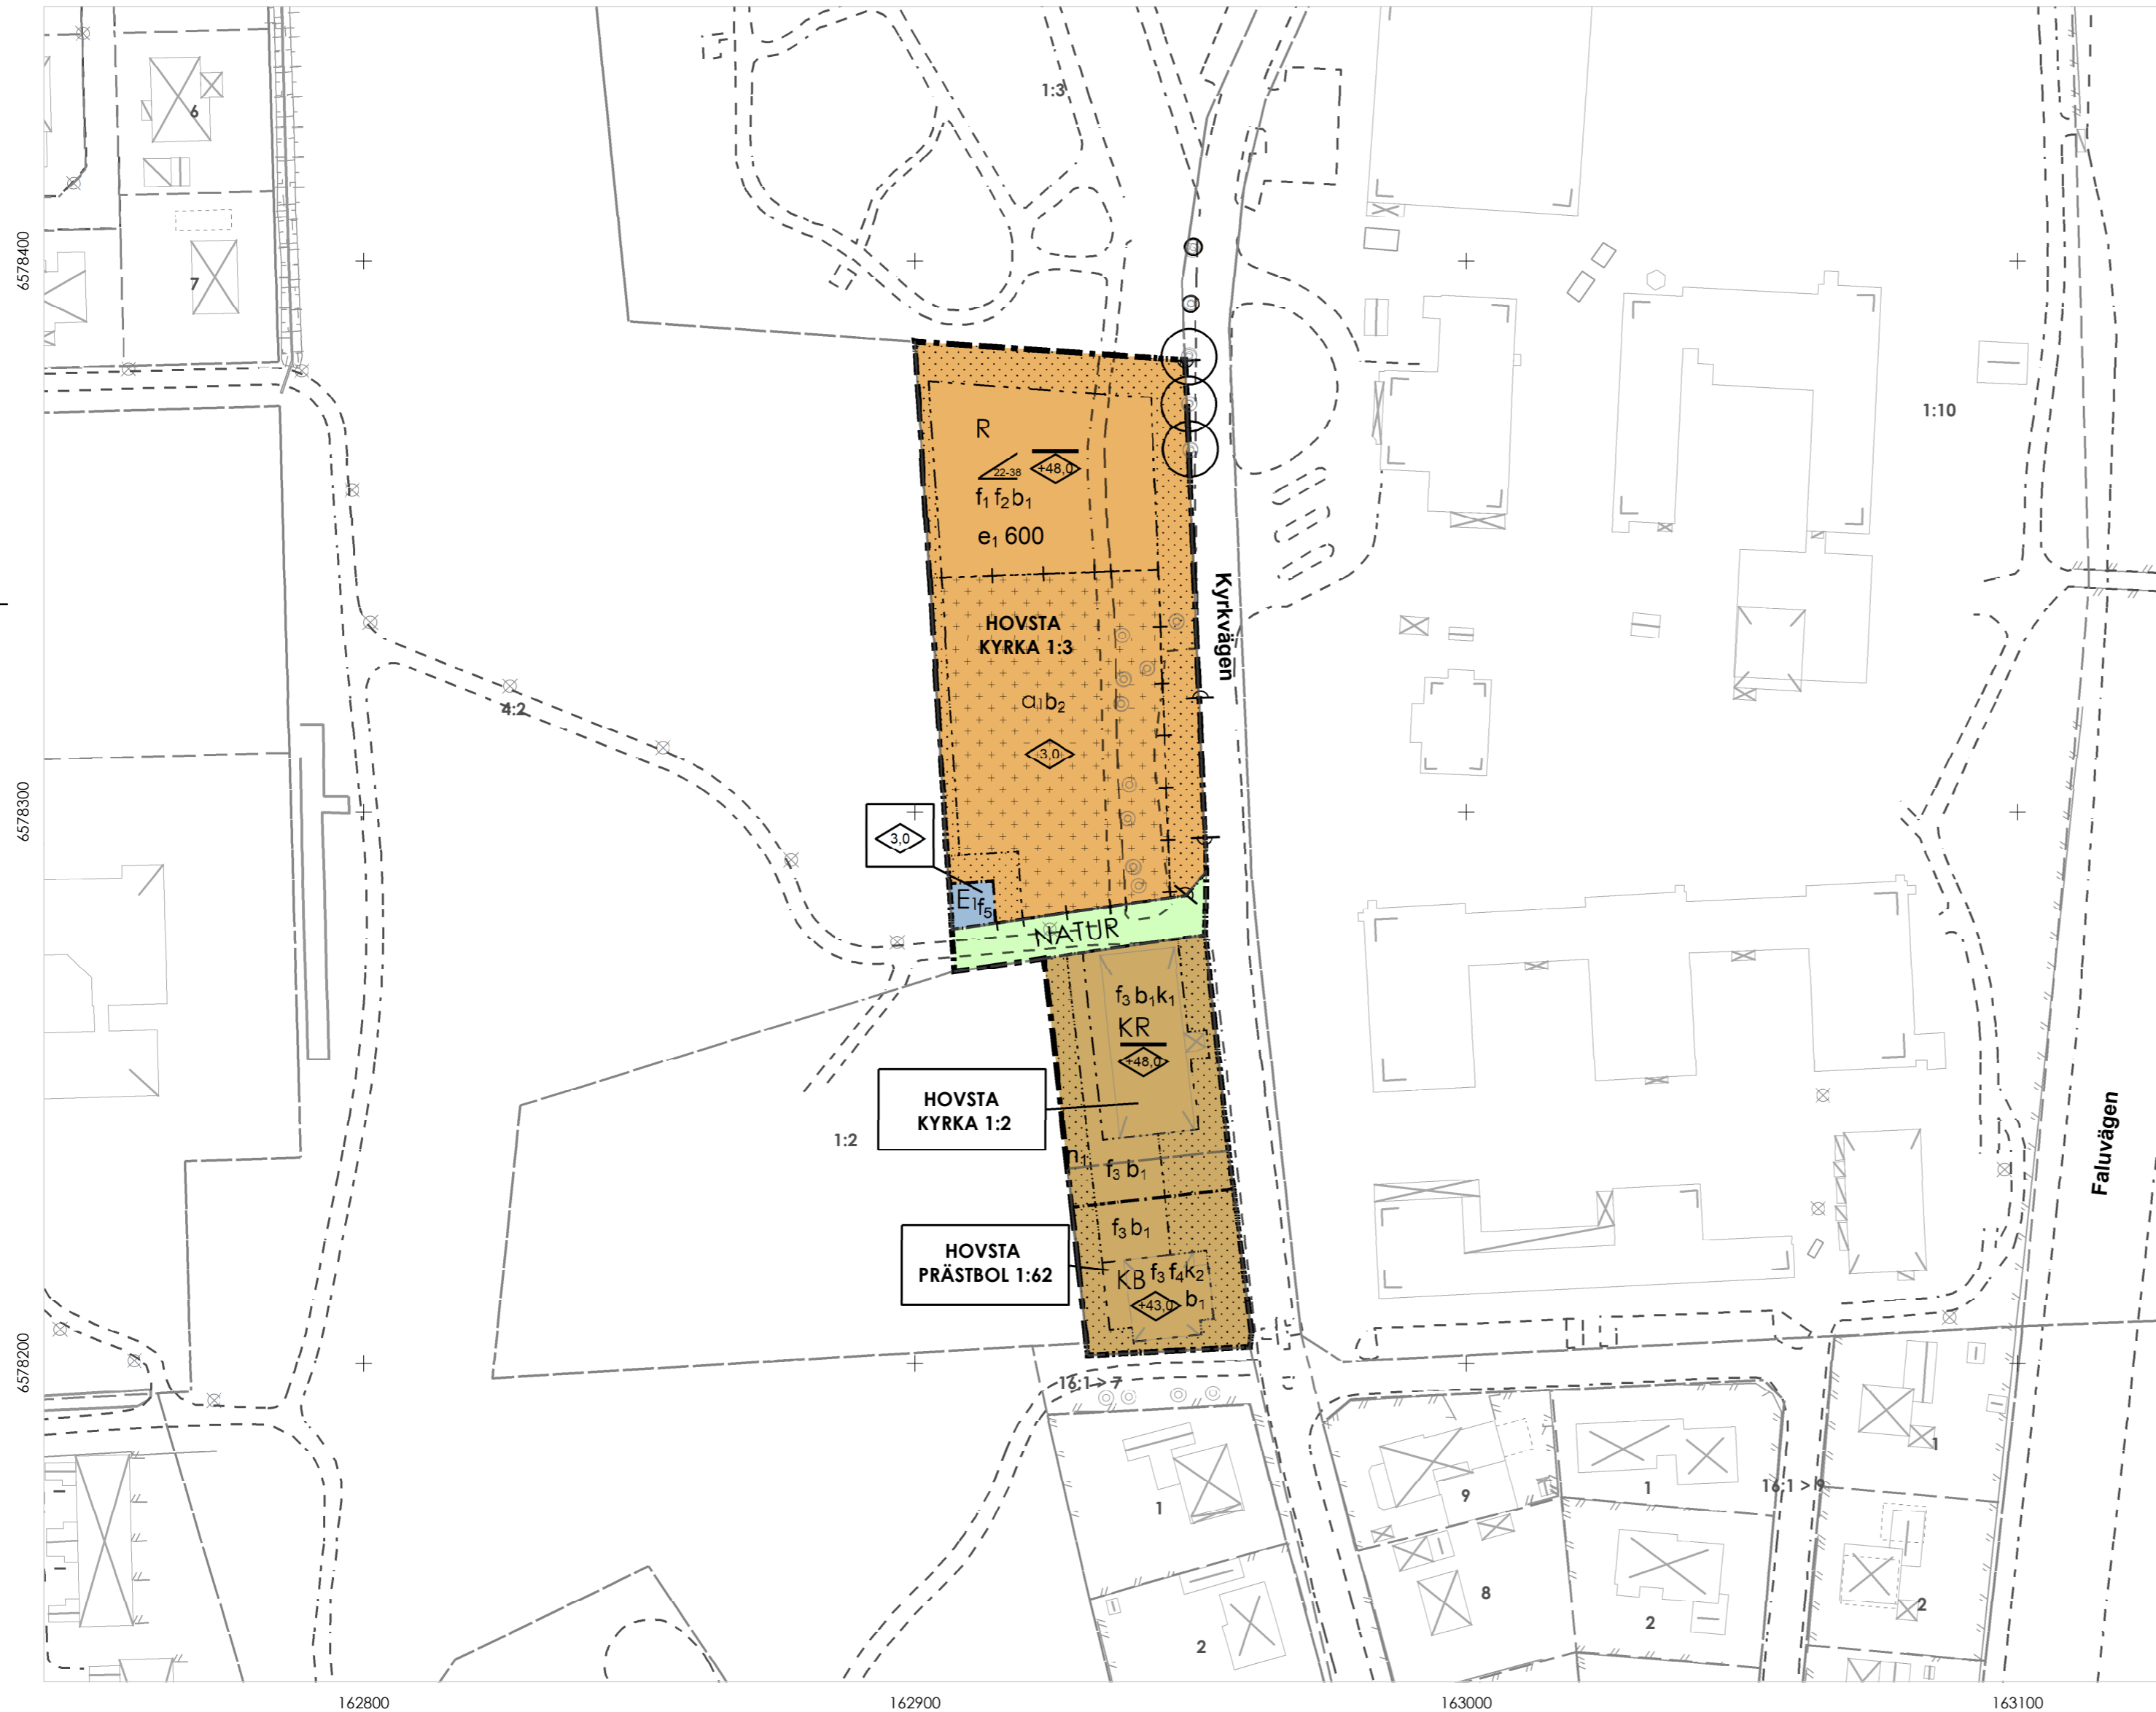 6
1:3
6578400
7
1:10
R
22-38
+48,0
f₁ f₂ b₁
e₁ 600
HOVSTA
KYRKA 1:3
Kyrkvägen
4:2
a₁ b₂
3,0
6578300
3,0
E₁ f₅
NATUR
f₃ b₁ k₁
KR
+48,0
HOVSTA
KYRKA 1:2
1:2
n₁
f₃ b₁
Faluvägen
f₃ b₁
HOVSTA
PRÄSTBOL 1:62
KB f₃ f₄ k₂
+43,0 b₁
6578200
16:1 > 7
1
1
9
1
16:1 > 9
8
2
2
2
162800
162900
163000
163100